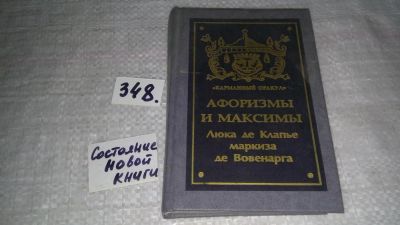 348.
Состояние
новой
книги
«КАРМАННЫЙ ОРАКУЛ»
АФОРИЗМЫ
И МАКСИМЫ
Люка де Клапье
маркиза
де Вовенарга